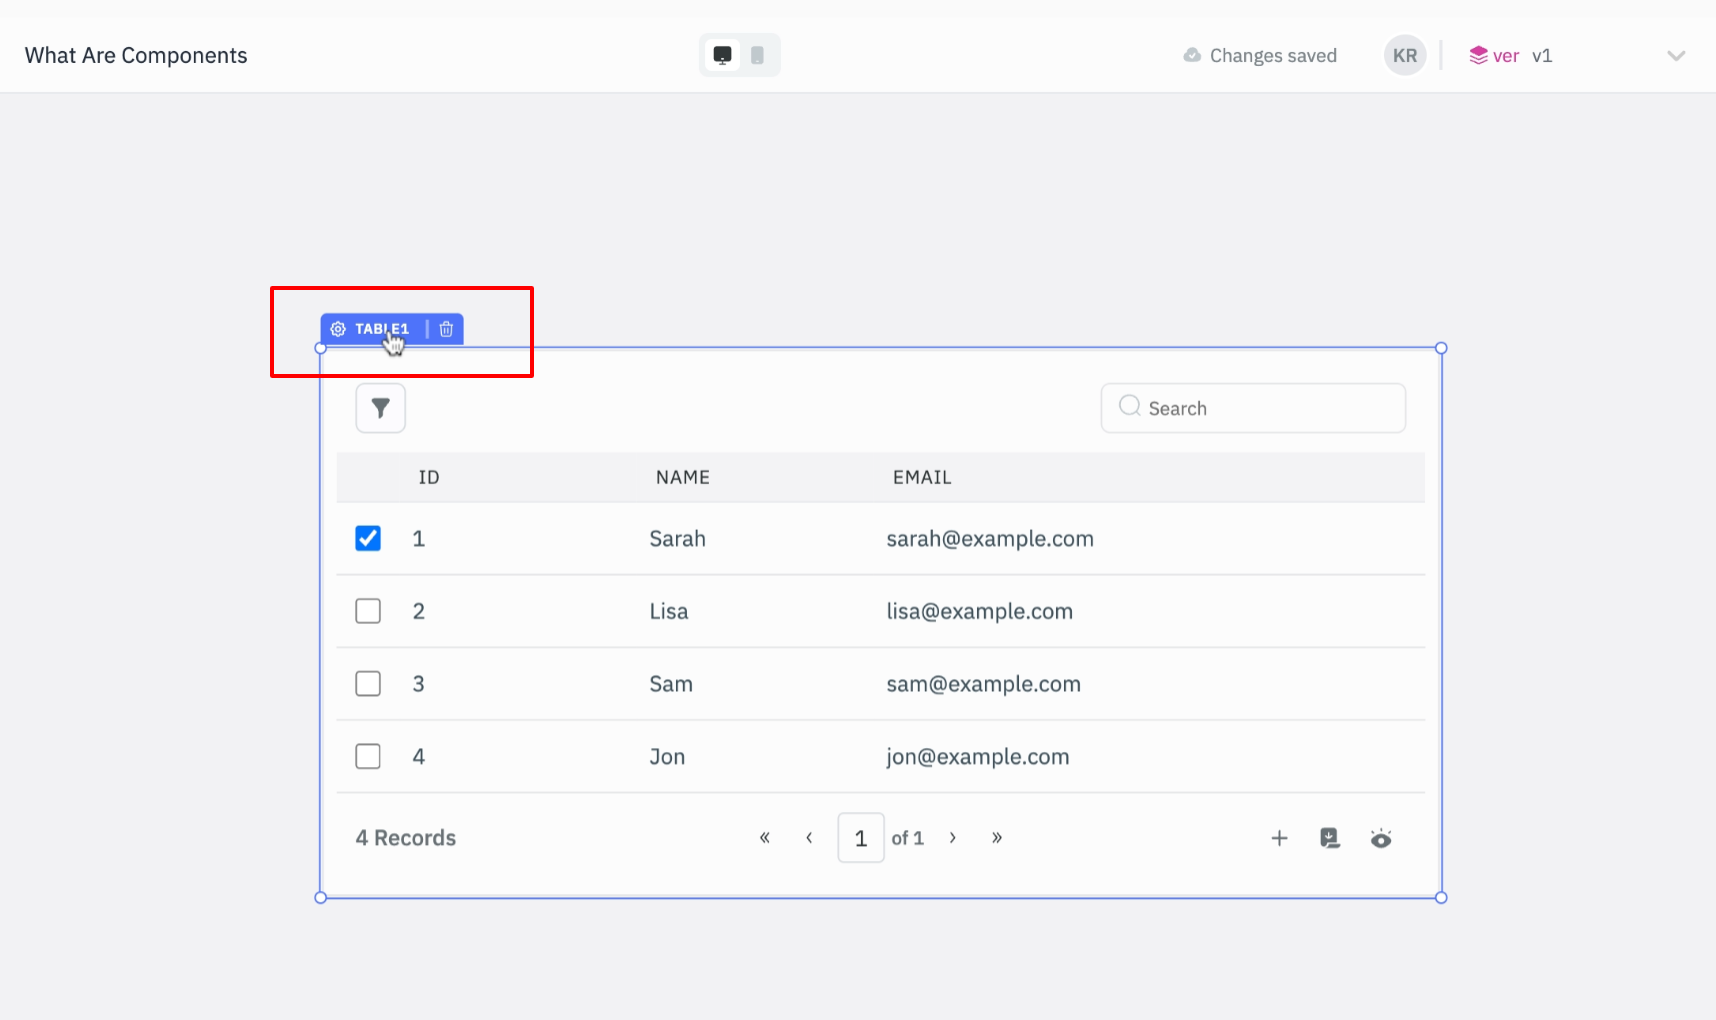 What Are Components
Changes saved
KR
ver v1
TABLE1
Search
ID NAME EMAIL
1 Sarah sarah@example.com
2 Lisa lisa@example.com
3 Sam sam@example.com
4 Jon jon@example.com
4 Records « ‹ 1 of 1 › »